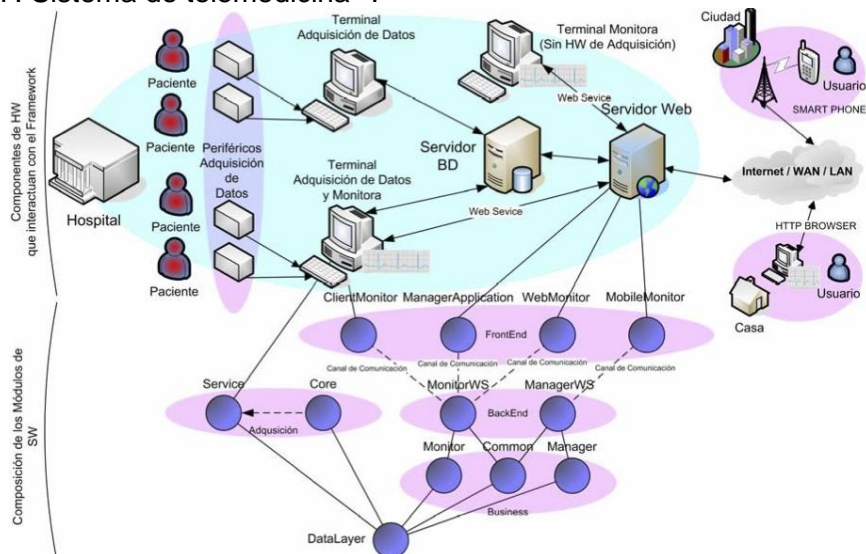 Sistema de telemedicina
Terminal
Adquisición de Datos
Terminal Monitora
(Sin HW de Adquisición)
Ciudad
Usuario
SMART PHONE
Paciente
Paciente
Paciente
Paciente
Periféricos
Adquisición
de
Datos
Hospital
Web Sevice
Servidor Web
Servidor
BD
Terminal
Adquisición de Datos
y Monitora
Web Sevice
Internet / WAN / LAN
HTTP BROWSER
Usuario
Casa
Componentes de HW
que interactuan con el Framework
ClientMonitor
ManagerApplication
WebMonitor
MobileMonitor
FrontEnd
Canal de Comunicación
Canal de Comunicación
Canal de Comunicación
Canal de Comunicación
Service
Core
Adqusición
MonitorWS
ManagerWS
BackEnd
Monitor
Common
Manager
Business
DataLayer
Composición de los Módulos de
SW